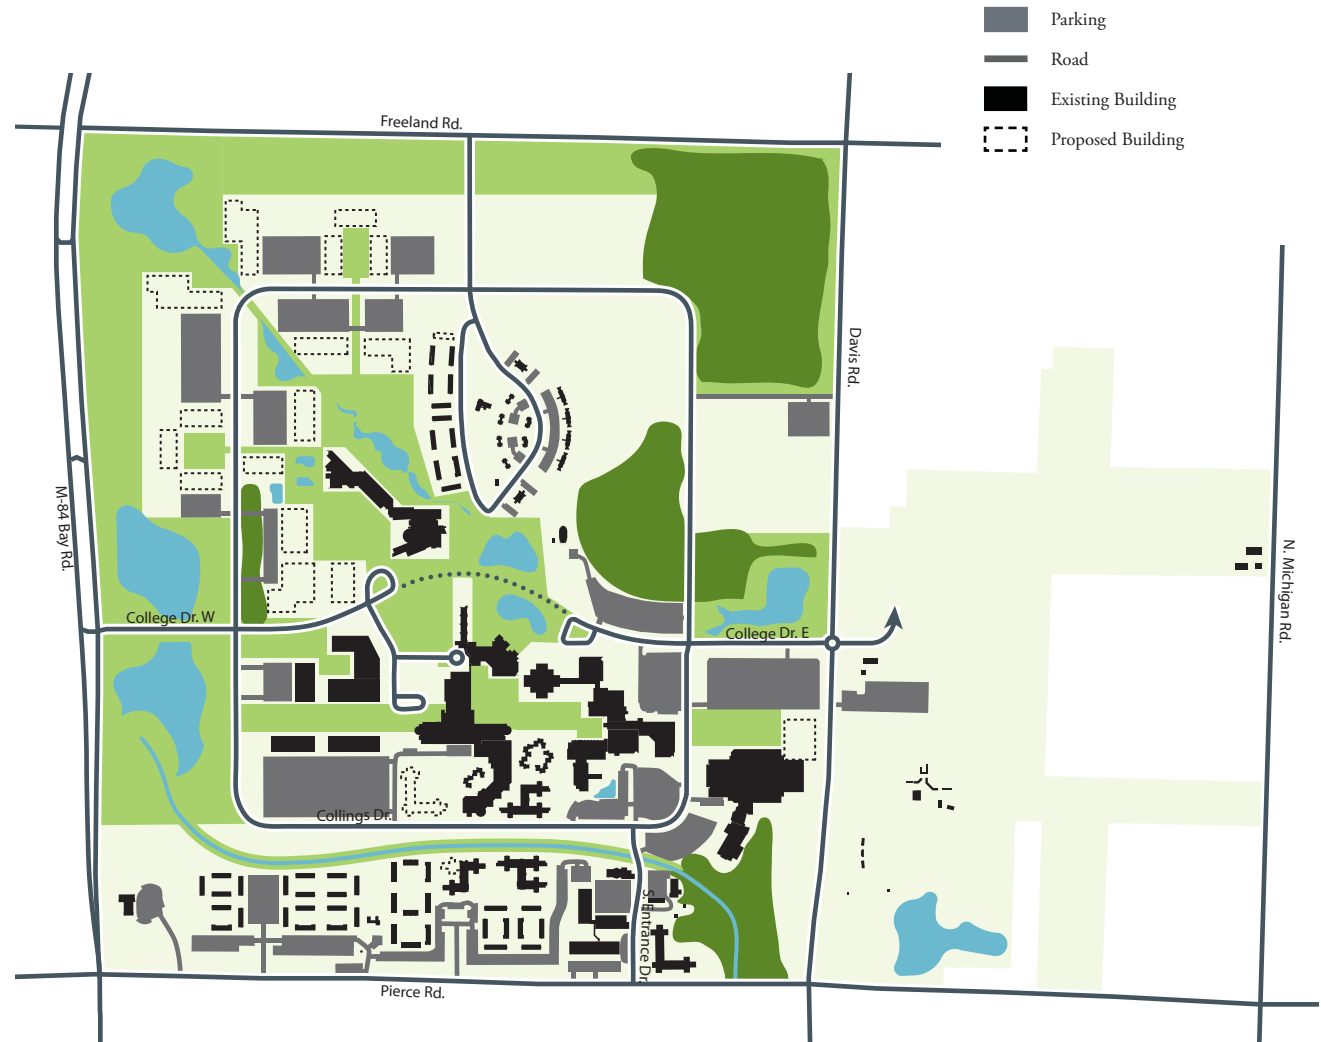 Parking
Road
Existing Building
Proposed Building
Freeland Rd.
Davis Rd.
M-84 Bay Rd.
N. Michigan Rd.
College Dr. W
College Dr. E
Collings Dr.
S. Entrance Dr.
Pierce Rd.